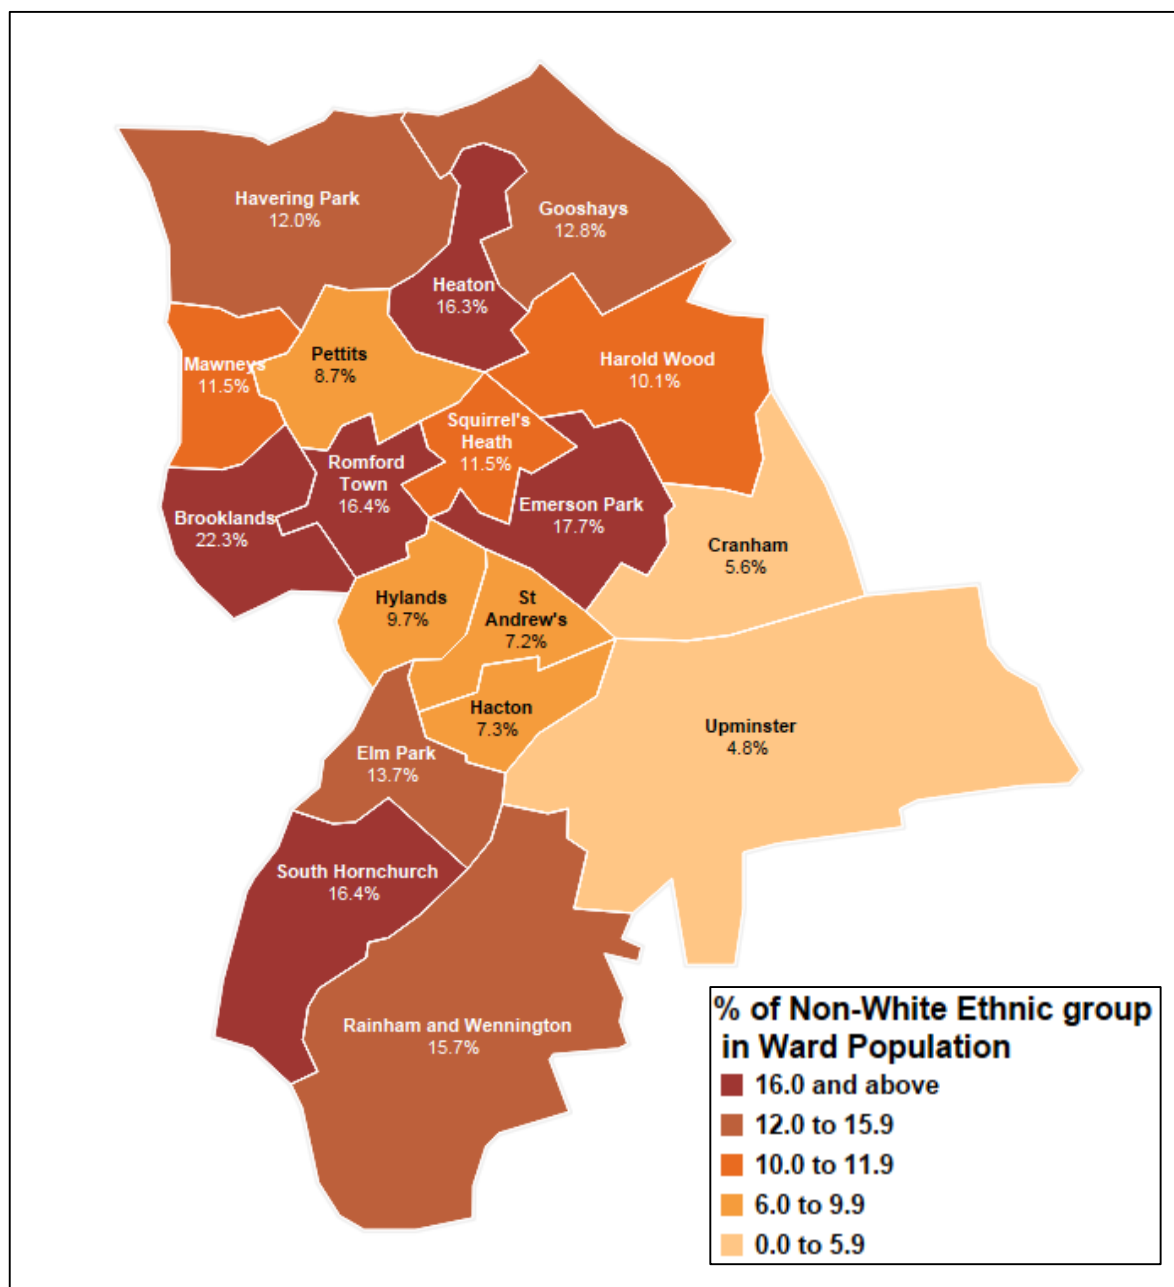 Havering Park
12.0%
Gooshays
12.8%
Heaton
16.3%
Mawneys
11.5%
Pettits
8.7%
Harold Wood
10.1%
Squirrel's
Heath
11.5%
Romford
Town
16.4%
Emerson Park
17.7%
Brooklands
22.3%
Cranham
5.6%
Hylands
9.7%
St
Andrew's
7.2%
Hacton
7.3%
Upminster
4.8%
Elm Park
13.7%
South Hornchurch
16.4%
Rainham and Wennington
15.7%
% of Non-White Ethnic group
in Ward Population
16.0 and above
12.0 to 15.9
10.0 to 11.9
6.0 to 9.9
0.0 to 5.9